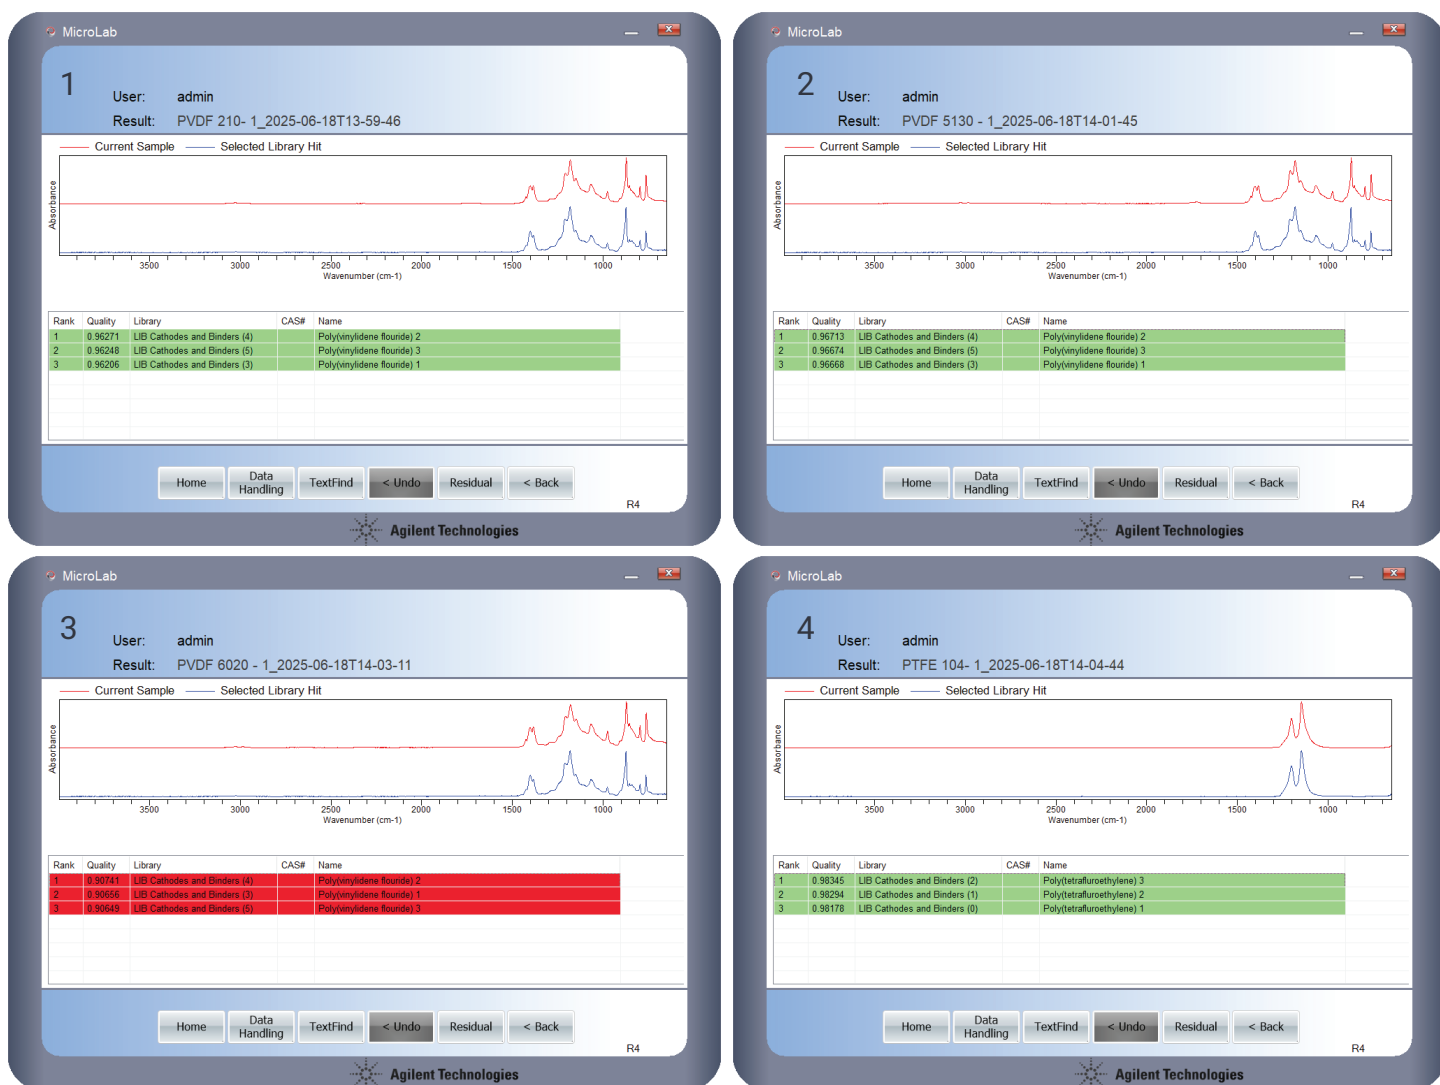 MicroLab
1
User: admin
Result: PVDF 210- 1_2025-06-18T13-59-46
Current Sample Selected Library Hit
Absorbance
3500 3000 2500 2000 1500 1000
Wavenumber (cm-1)
Rank Quality Library CAS# Name
1 0.96271 LIB Cathodes and Binders (4) Poly(vinylidene flouride) 2
2 0.96248 LIB Cathodes and Binders (5) Poly(vinylidene flouride) 3
3 0.96206 LIB Cathodes and Binders (3) Poly(vinylidene flouride) 1
Home Data Handling TextFind < Undo Residual < Back
R4
Agilent Technologies
MicroLab
2
User: admin
Result: PVDF 5130 - 1_2025-06-18T14-01-45
Current Sample Selected Library Hit
Absorbance
3500 3000 2500 2000 1500 1000
Wavenumber (cm-1)
Rank Quality Library CAS# Name
1 0.96713 LIB Cathodes and Binders (4) Poly(vinylidene flouride) 2
2 0.96674 LIB Cathodes and Binders (5) Poly(vinylidene flouride) 3
3 0.96668 LIB Cathodes and Binders (3) Poly(vinylidene flouride) 1
Home Data Handling TextFind < Undo Residual < Back
R4
Agilent Technologies
MicroLab
3
User: admin
Result: PVDF 6020 - 1_2025-06-18T14-03-11
Current Sample Selected Library Hit
Absorbance
3500 3000 2500 2000 1500 1000
Wavenumber (cm-1)
Rank Quality Library CAS# Name
1 0.90741 LIB Cathodes and Binders (4) Poly(vinylidene flouride) 2
2 0.90656 LIB Cathodes and Binders (3) Poly(vinylidene flouride) 1
3 0.90649 LIB Cathodes and Binders (5) Poly(vinylidene flouride) 3
Home Data Handling TextFind < Undo Residual < Back
R4
Agilent Technologies
MicroLab
4
User: admin
Result: PTFE 104- 1_2025-06-18T14-04-44
Current Sample Selected Library Hit
Absorbance
3500 3000 2500 2000 1500 1000
Wavenumber (cm-1)
Rank Quality Library CAS# Name
1 0.98345 LIB Cathodes and Binders (2) Poly(tetrafluroethylene) 3
2 0.98294 LIB Cathodes and Binders (1) Poly(tetrafluroethylene) 2
3 0.98178 LIB Cathodes and Binders (0) Poly(tetrafluroethylene) 1
Home Data Handling TextFind < Undo Residual < Back
R4
Agilent Technologies